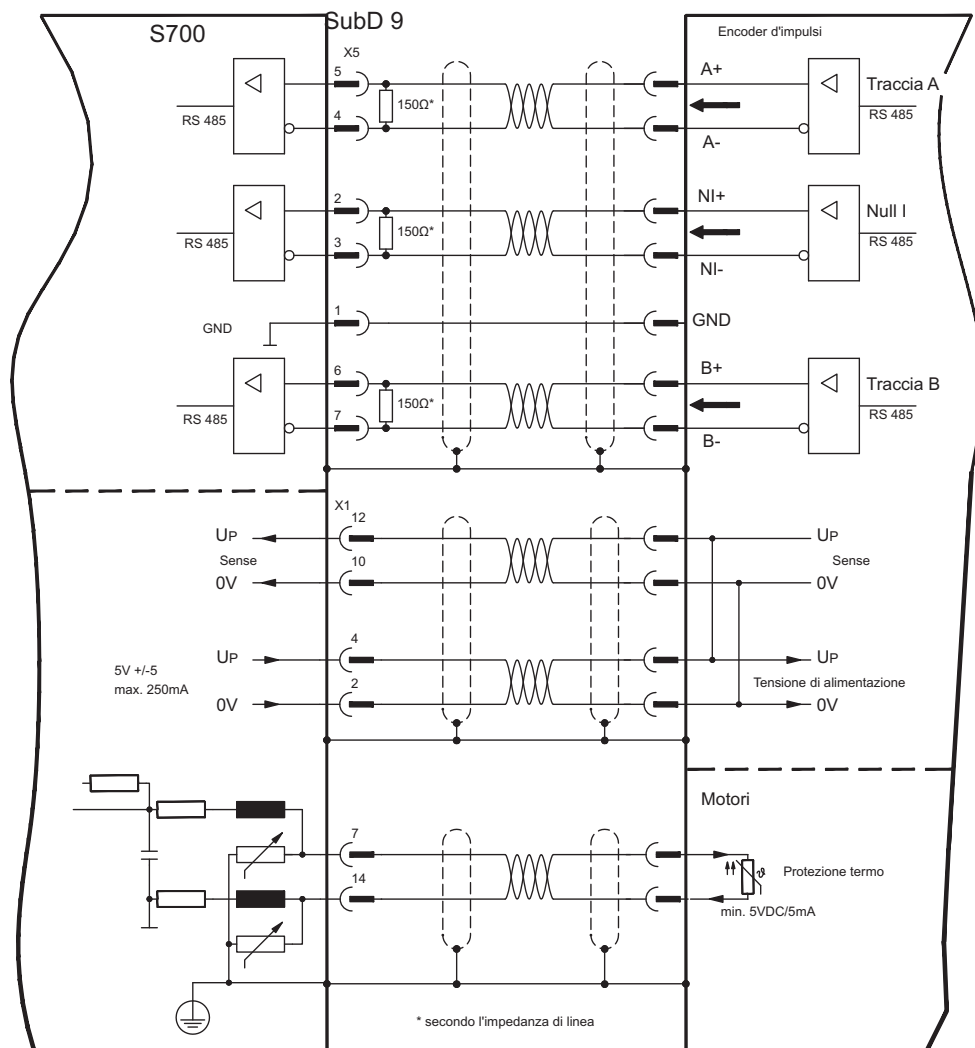 S700
SubD 9
Encoder d'impulsi
X5
5
A+
Traccia A
150Ω*
RS 485
RS 485
4
A-
2
NI+
Null I
150Ω*
RS 485
RS 485
3
NI-
1
GND
GND
6
B+
Traccia B
150Ω*
RS 485
RS 485
7
B-
X1
12
UP
UP
Sense
Sense
10
0V
0V
4
UP
UP
5V +/-5
max. 250mA
Tensione di alimentazione
2
0V
0V
Motori
7
Protezione termo
ϑ
14
min. 5VDC/5mA
* secondo l'impedanza di linea